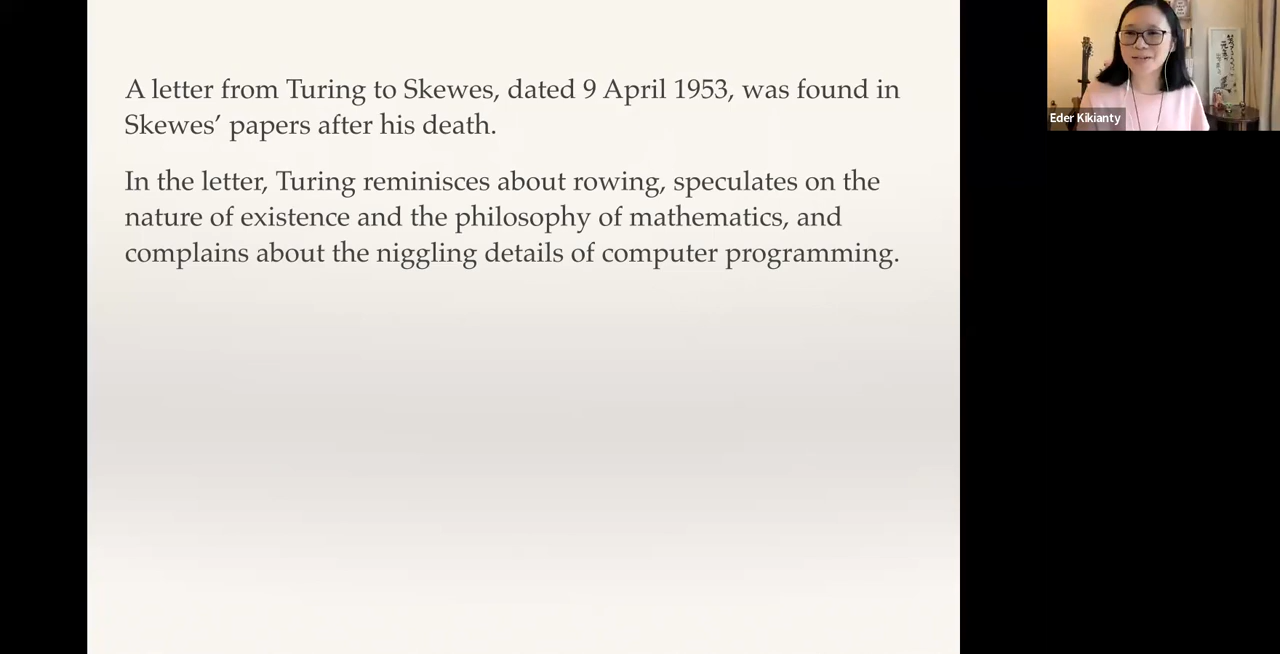 A letter from Turing to Skewes, dated 9 April 1953, was found in
Skewes’ papers after his death.
In the letter, Turing reminisces about rowing, speculates on the
nature of existence and the philosophy of mathematics, and
complains about the niggling details of computer programming.
Eder Kikianty